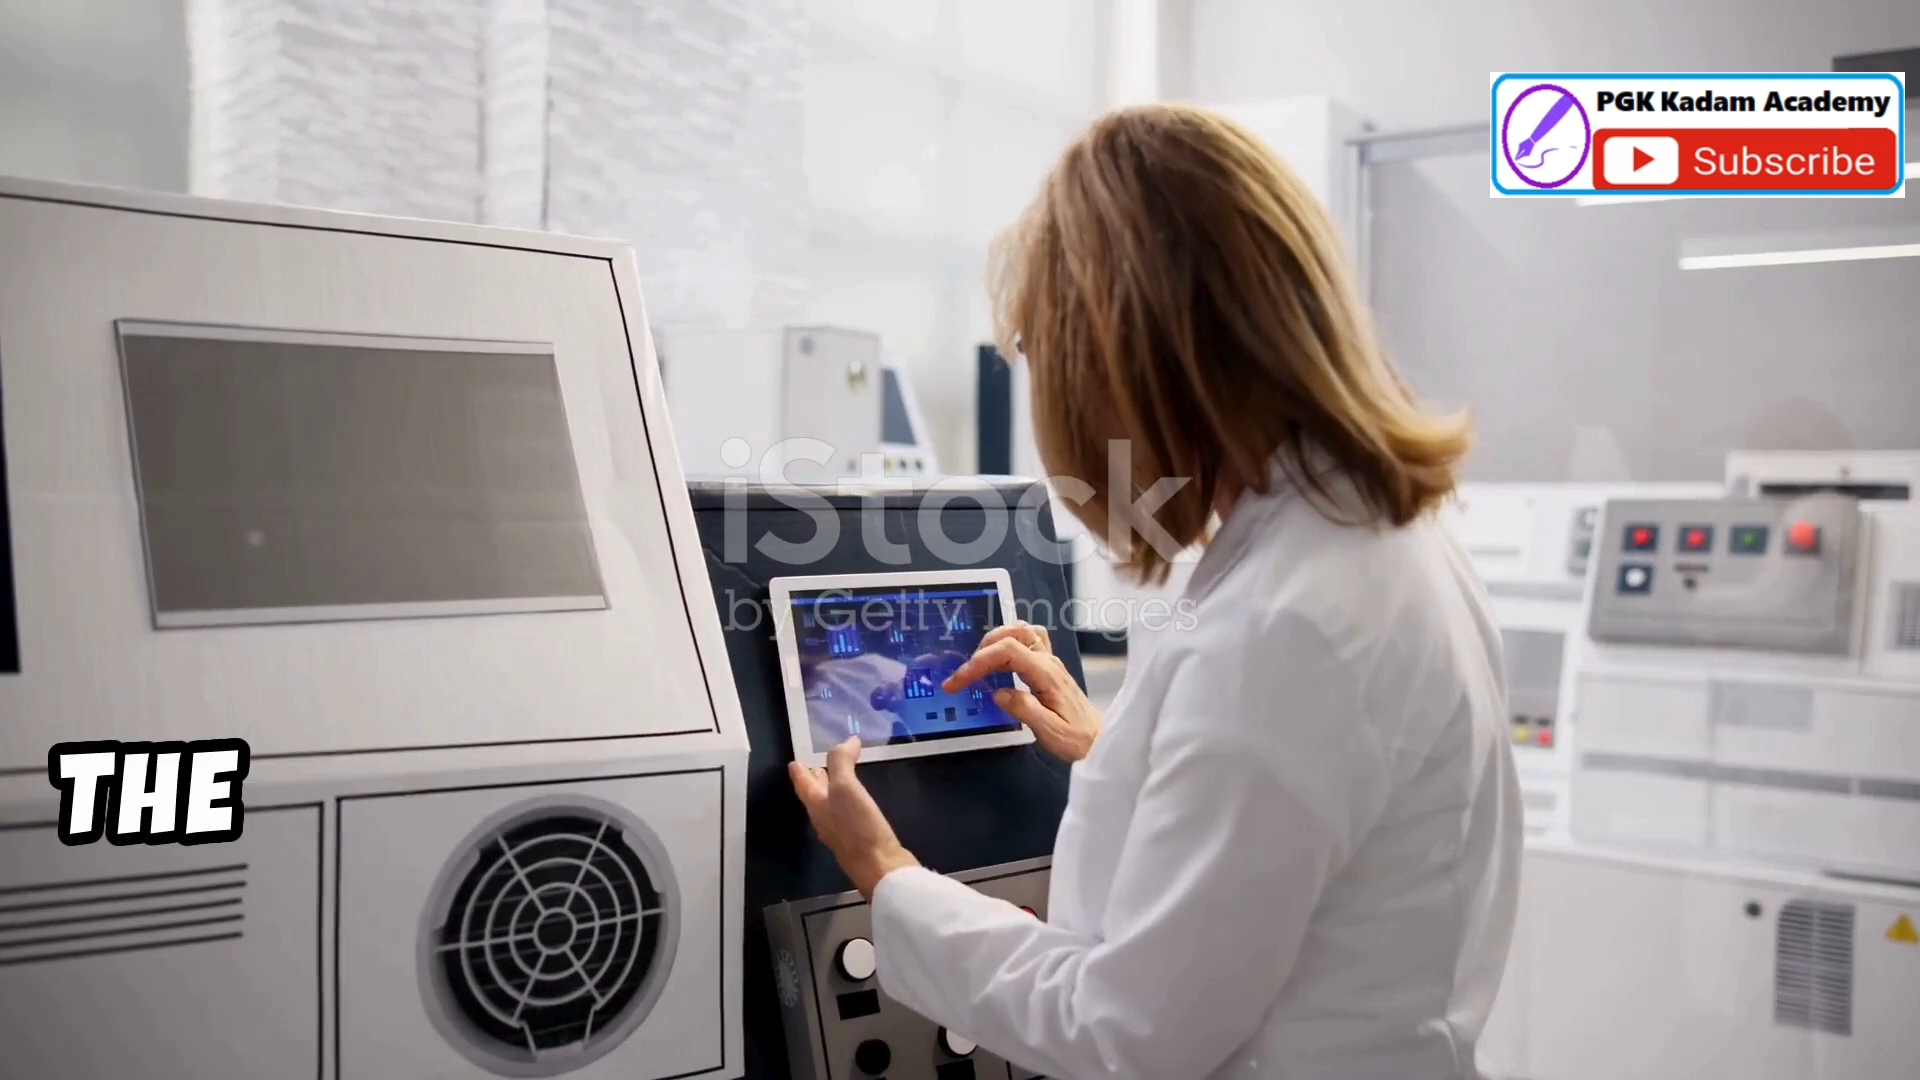 PGK Kadam Academy
Subscribe
iStock
by Getty Images
THE